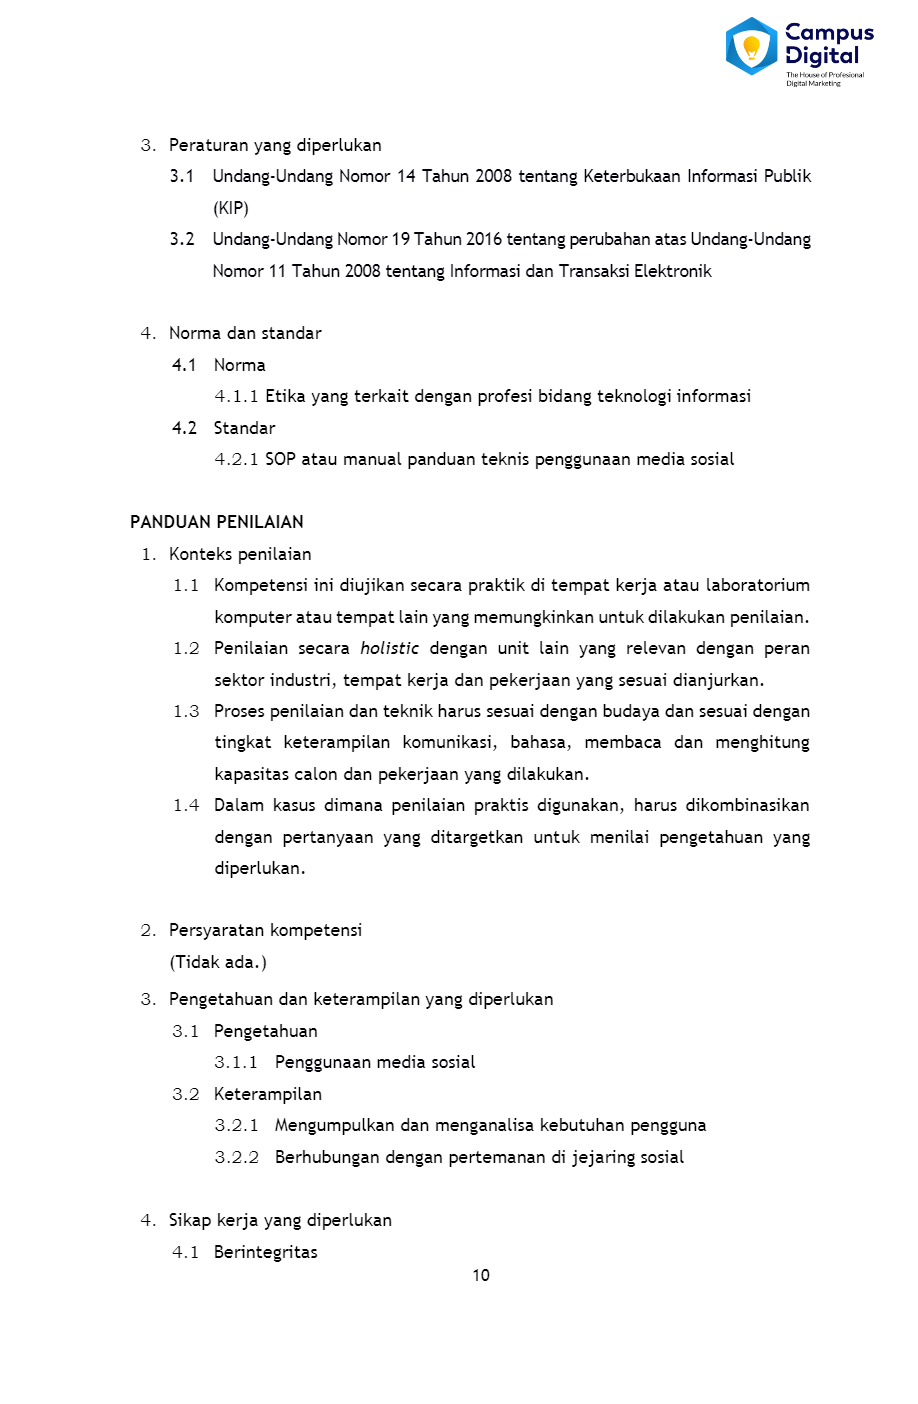 Campus
Digital
The House of Profesional
Digital Marketing
3. Peraturan yang diperlukan
3.1 Undang-Undang Nomor 14 Tahun 2008 tentang Keterbukaan Informasi Publik
(KIP)
3.2 Undang-Undang Nomor 19 Tahun 2016 tentang perubahan atas Undang-Undang
Nomor 11 Tahun 2008 tentang Informasi dan Transaksi Elektronik
4. Norma dan standar
4.1 Norma
4.1.1 Etika yang terkait dengan profesi bidang teknologi informasi
4.2 Standar
4.2.1 SOP atau manual panduan teknis penggunaan media sosial
PANDUAN PENILAIAN
1. Konteks penilaian
1.1 Kompetensi ini diujikan secara praktik di tempat kerja atau laboratorium
komputer atau tempat lain yang memungkinkan untuk dilakukan penilaian.
1.2 Penilaian secara holistic dengan unit lain yang relevan dengan peran
sektor industri, tempat kerja dan pekerjaan yang sesuai dianjurkan.
1.3 Proses penilaian dan teknik harus sesuai dengan budaya dan sesuai dengan
tingkat keterampilan komunikasi, bahasa, membaca dan menghitung
kapasitas calon dan pekerjaan yang dilakukan.
1.4 Dalam kasus dimana penilaian praktis digunakan, harus dikombinasikan
dengan pertanyaan yang ditargetkan untuk menilai pengetahuan yang
diperlukan.
2. Persyaratan kompetensi
(Tidak ada.)
3. Pengetahuan dan keterampilan yang diperlukan
3.1 Pengetahuan
3.1.1 Penggunaan media sosial
3.2 Keterampilan
3.2.1 Mengumpulkan dan menganalisa kebutuhan pengguna
3.2.2 Berhubungan dengan pertemanan di jejaring sosial
4. Sikap kerja yang diperlukan
4.1 Berintegritas
10